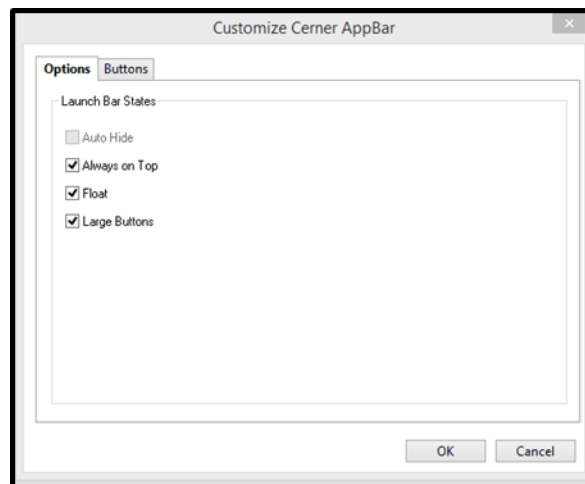 Customize Cerner AppBar
Options Buttons
Launch Bar States
Auto Hide
Always on Top
Float
Large Buttons
OK Cancel